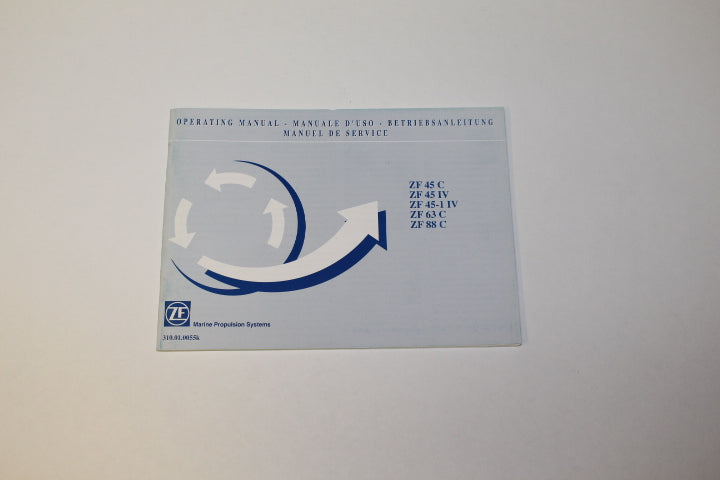 OPERATING MANUAL - MANUALE D'USO - BETRIEBSANLEITUNG
MANUEL DE SERVICE
ZF 45 C
ZF 45 IV
ZF 45-1 IV
ZF 63 C
ZF 88 C
ZF
Marine Propulsion Systems
310.01.0055k